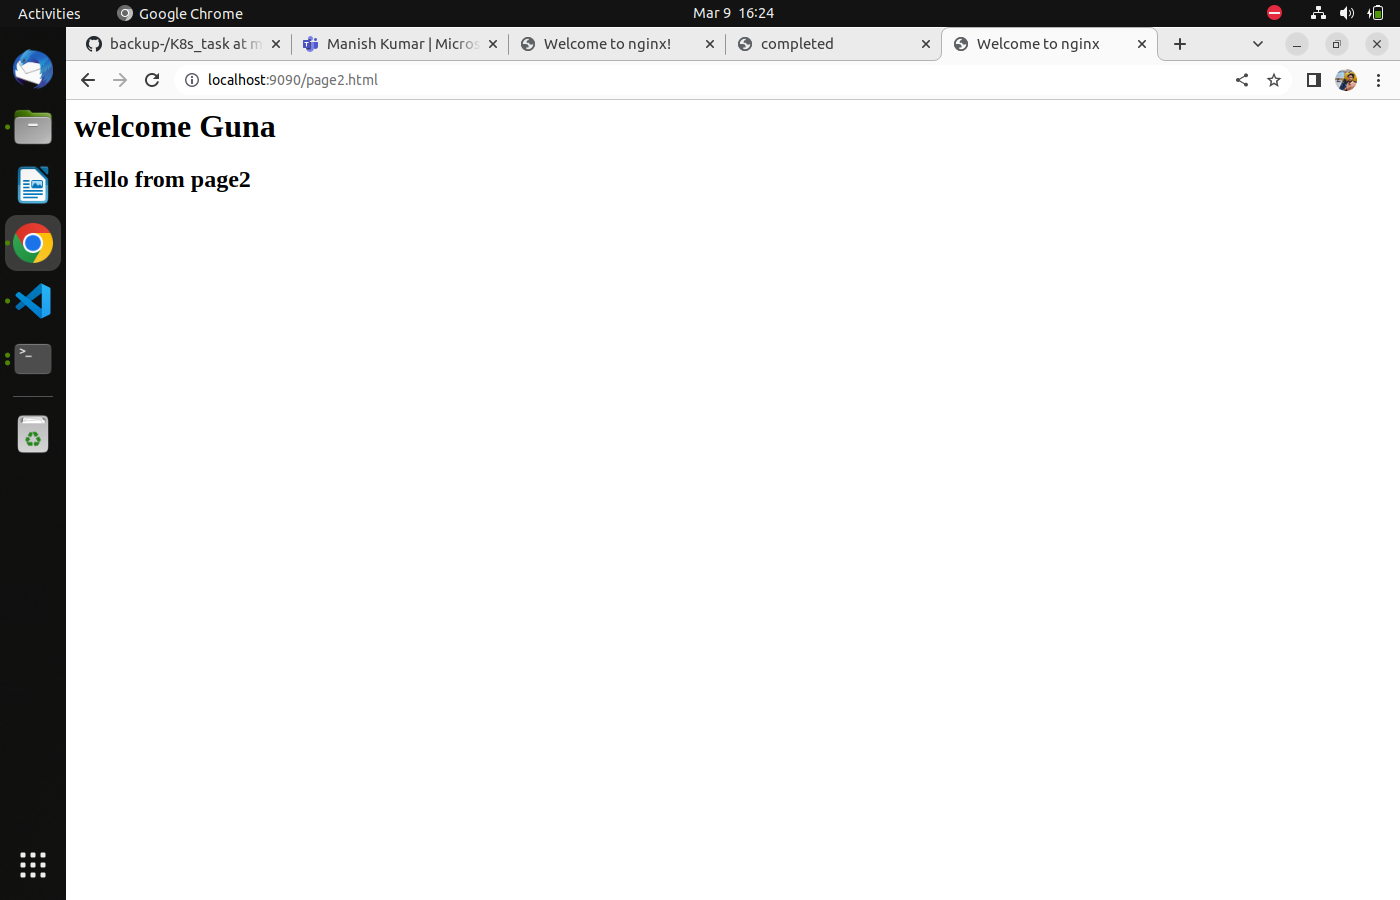 Activities
Google Chrome
Mar 9 16:24
backup-/K8s_task at m
Manish Kumar | Micros
Welcome to nginx!
completed
Welcome to nginx
localhost:9090/page2.html
welcome Guna
Hello from page2
>_